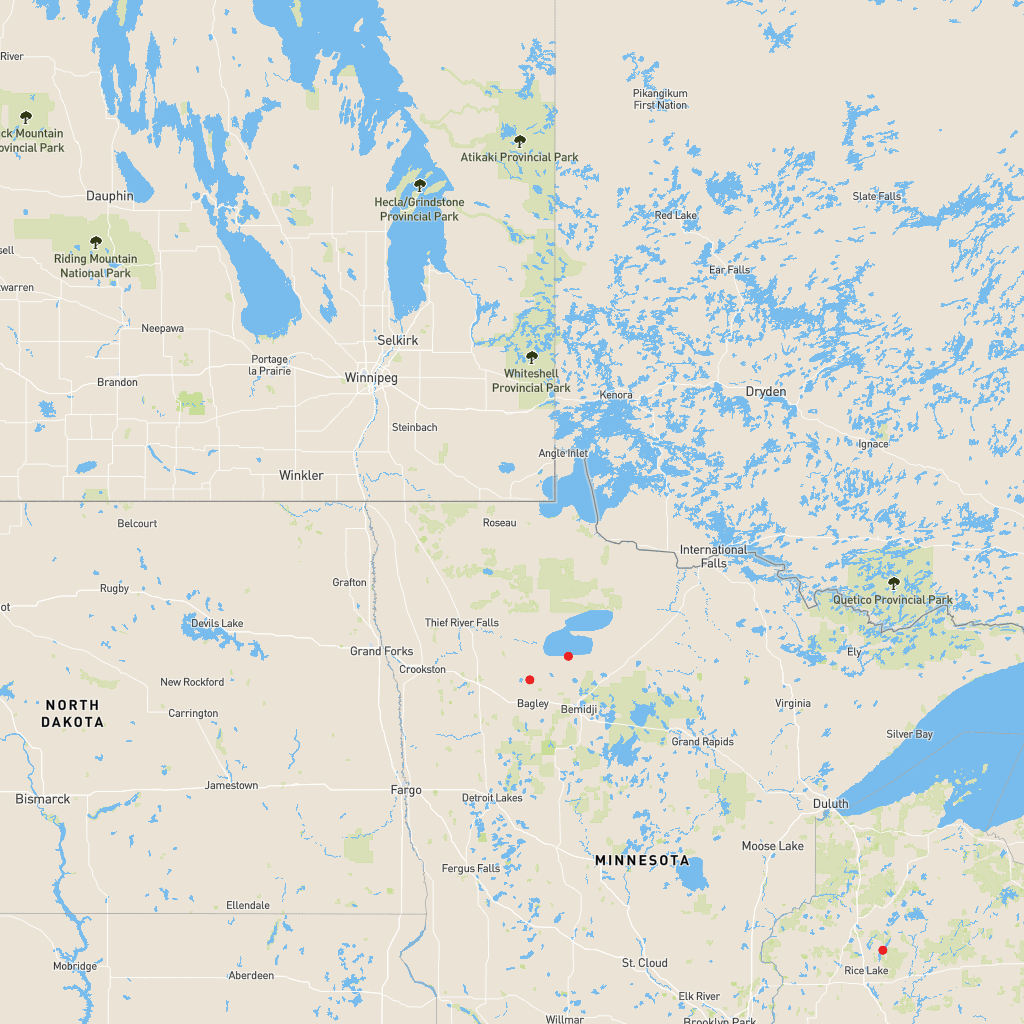 River
Pikangikum
First Nation
ck Mountain
ovincial Park
Atikaki Provincial Park
Dauphin
Hecla/Grindstone
Provincial Park
Slate Falls
Red Lake
sell
Riding Mountain
National Park
Ear Falls
twarren
Neepawa
Selkirk
Portage
la Prairie
Winnipeg
Whiteshell
Provincial Park
Brandon
Kenora
Dryden
Steinbach
Ignace
Angle Inlet
Winkler
Belcourt
Roseau
International
Falls
Grafton
Rugby
Quetico Provincial Park
ot
Devils Lake
Thief River Falls
Grand Forks
Ely
Crookston
New Rockford
NORTH
DAKOTA
Bagley
Bemidji
Virginia
Carrington
Silver Bay
Grand Rapids
Jamestown
Fargo
Bismarck
Detroit Lakes
Duluth
Moose Lake
MINNESOTA
Fergus Falls
Ellendale
Mobridge
Aberdeen
St. Cloud
Rice Lake
Elk River
Willmar
Brooklyn Park